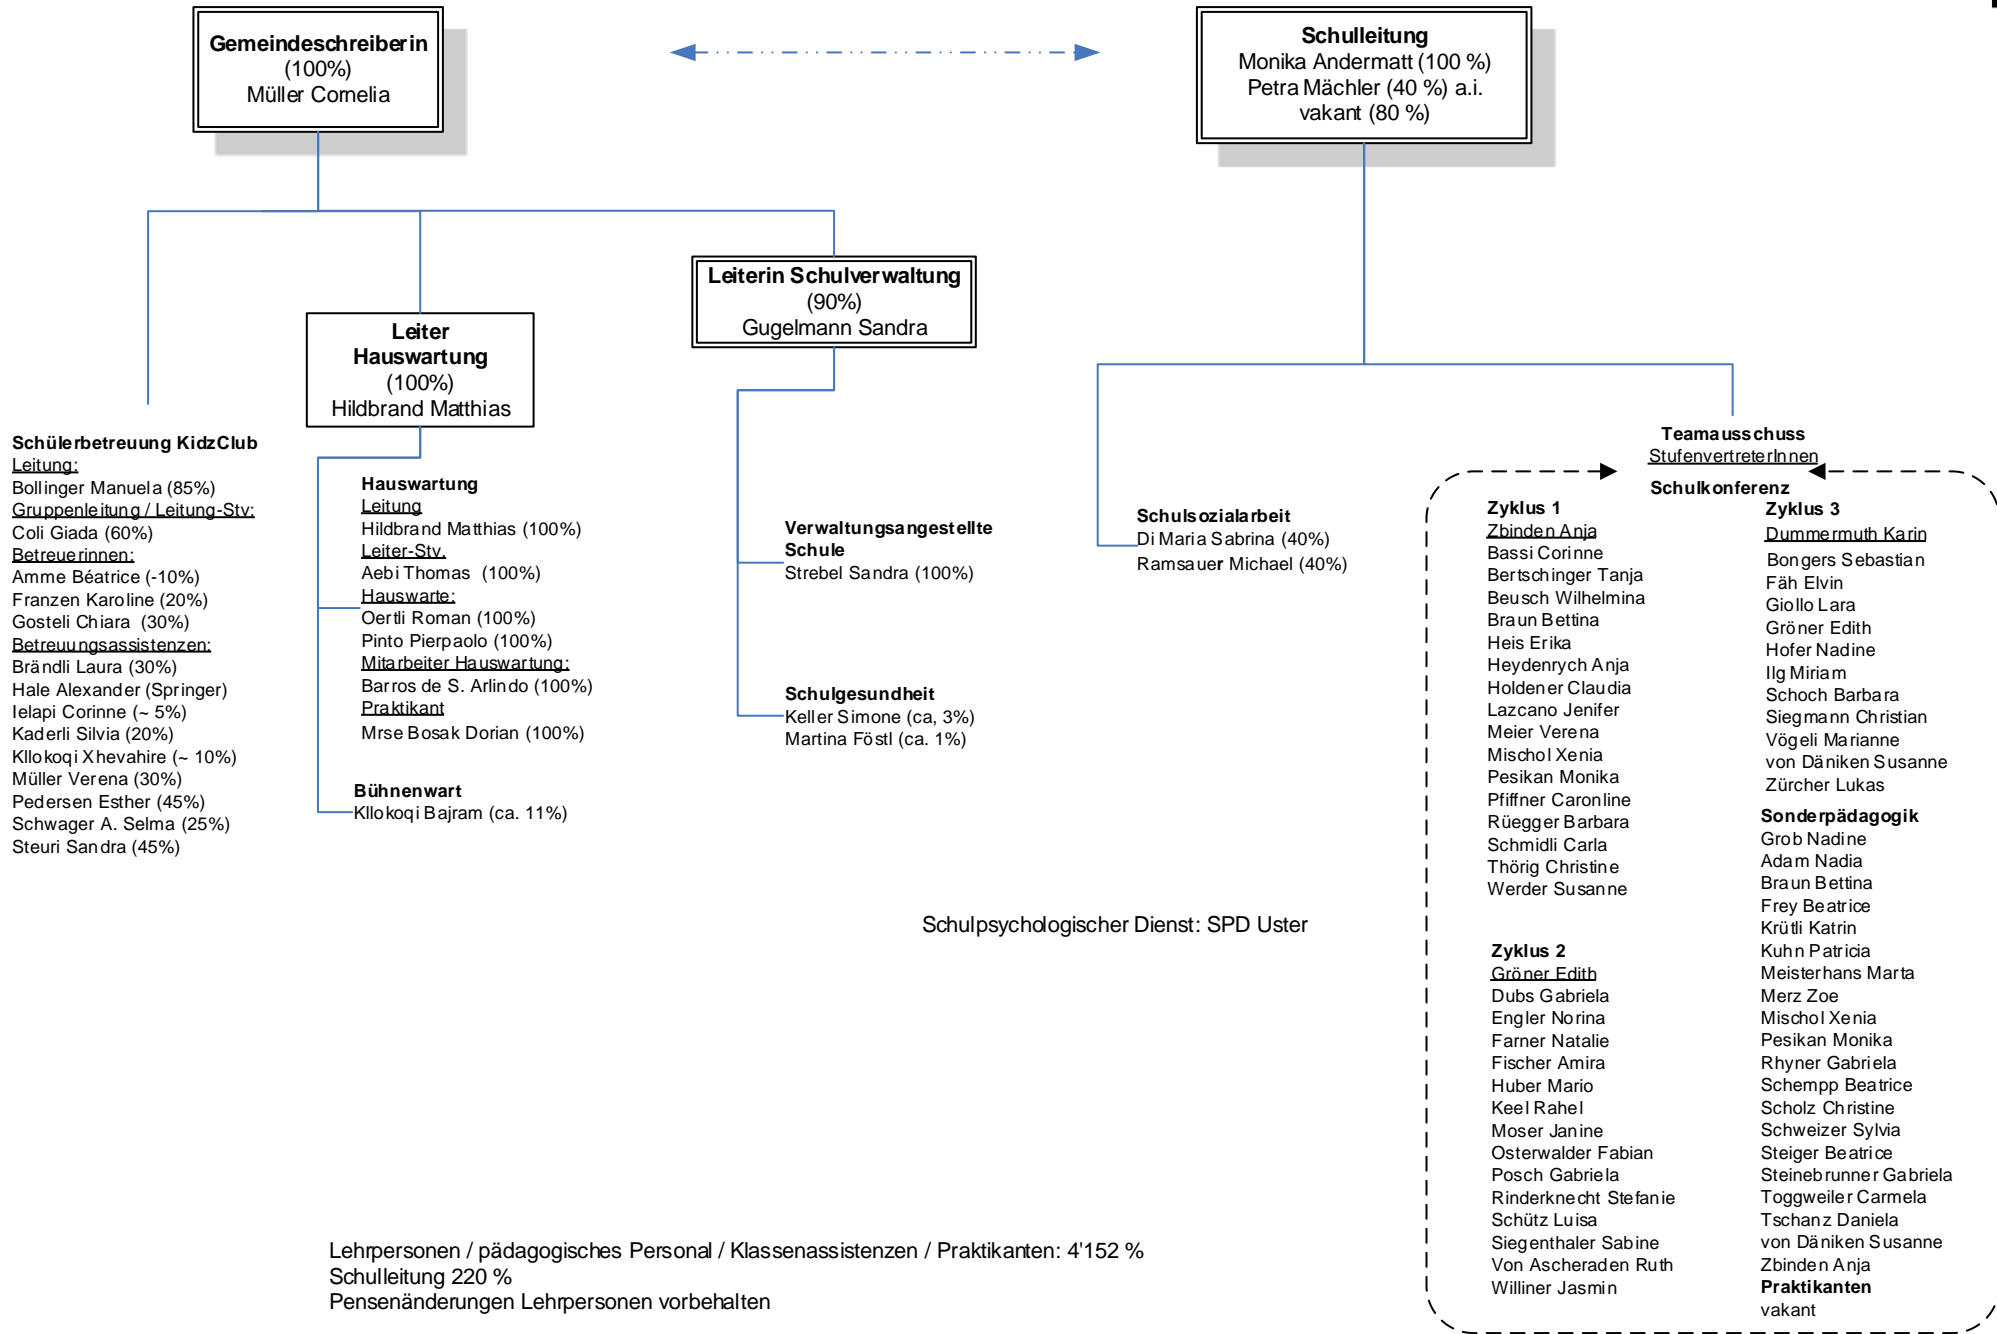 Gemeindeschreiberin
(100%)
Müller Cornelia
Schulleitung
Monika Andermatt (100 %)
Petra Mächler (40 %) a.i.
vakant (80 %)
Leiterin Schulverwaltung
(90%)
Gugelmann Sandra
Leiter
Hauswartung
(100%)
Hildbrand Matthias
Schülerbetreuung KidzClub
Leitung:
Bollinger Manuela (85%)
Gruppenleitung / Leitung-Stv:
Coli Giada (60%)
Betreuerinnen:
Amme Béatrice (-10%)
Franzen Karoline (20%)
Gosteli Chiara (30%)
Betreuungsassistenzen:
Brändli Laura (30%)
Hale Alexander (Springer)
Ielapi Corinne (~ 5%)
Kaderli Silvia (20%)
Kllokoqi Xhevahire (~ 10%)
Müller Verena (30%)
Pedersen Esther (45%)
Schwager A. Selma (25%)
Steuri Sandra (45%)
Hauswartung
Leitung
Hildbrand Matthias (100%)
Leiter-Stv.
Aebi Thomas (100%)
Hauswarte:
Oertli Roman (100%)
Pinto Pierpaolo (100%)
Mitarbeiter Hauswartung:
Barros de S. Arlindo (100%)
Praktikant
Mrse Bosak Dorian (100%)
Bühnenwart
Kllokoqi Bajram (ca. 11%)
Verwaltungsangestellte
Schule
Strebel Sandra (100%)
Schulgesundheit
Keller Simone (ca, 3%)
Martina Föstl (ca. 1%)
Schulsozialarbeit
Di Maria Sabrina (40%)
Ramsauer Michael (40%)
Teamausschuss
StufenvertreterInnen
Schulkonferenz
Zyklus 1
Zbinden Anja
Bassi Corinne
Bertschinger Tanja
Beusch Wilhelmina
Braun Bettina
Heis Erika
Heydenrych Anja
Holdener Claudia
Lazcano Jenifer
Meier Verena
Mischol Xenia
Pesikan Monika
Pfiffner Caronline
Rüegger Barbara
Schmidli Carla
Thörig Christine
Werder Susanne
Zyklus 2
Gröner Edith
Dubs Gabriela
Engler Norina
Farner Natalie
Fischer Amira
Huber Mario
Keel Rahel
Moser Janine
Osterwalder Fabian
Posch Gabriela
Rinderknecht Stefanie
Schütz Luisa
Siegenthaler Sabine
Von Ascheraden Ruth
Williner Jasmin
Zyklus 3
Dummermuth Karin
Bongers Sebastian
Fäh Elvin
Giollo Lara
Gröner Edith
Hofer Nadine
Ilg Miriam
Schoch Barbara
Siegmann Christian
Vögeli Marianne
von Däniken Susanne
Zürcher Lukas
Sonderpädagogik
Grob Nadine
Adam Nadia
Braun Bettina
Frey Beatrice
Krütli Katrin
Kuhn Patricia
Meisterhans Marta
Merz Zoe
Mischol Xenia
Pesikan Monika
Rhyner Gabriela
Schempp Beatrice
Scholz Christine
Schweizer Sylvia
Steiger Beatrice
Steinebrunner Gabriela
Toggweiler Carmela
Tschanz Daniela
von Däniken Susanne
Zbinden Anja
Praktikanten
vakant
Schulpsychologischer Dienst: SPD Uster
Lehrpersonen / pädagogisches Personal / Klassenassistenzen / Praktikanten: 4'152 %
Schulleitung 220 %
Pensenänderungen Lehrpersonen vorbehalten